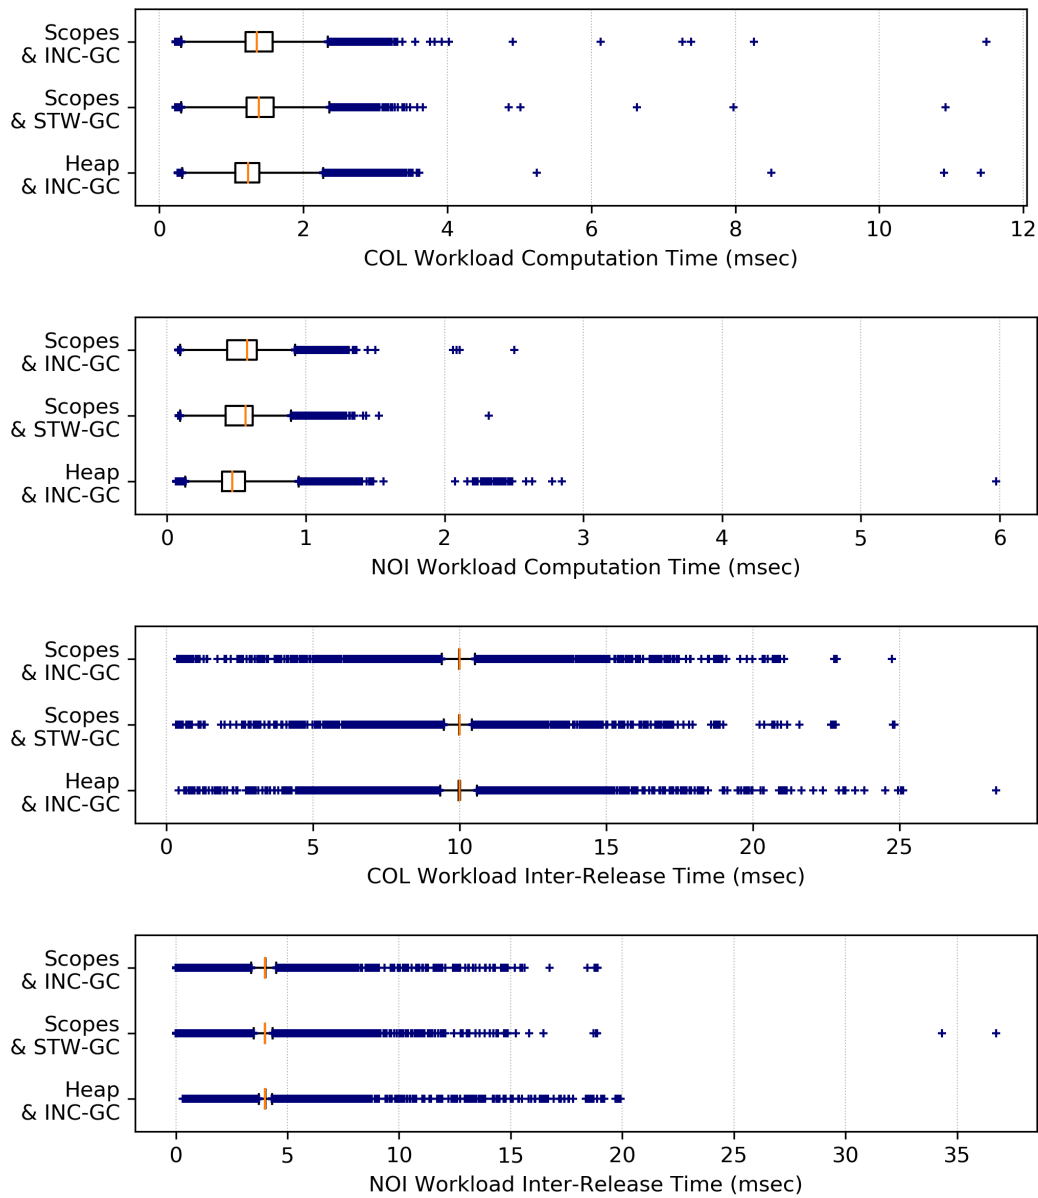 Scopes
& INC-GC
Scopes
& STW-GC
Heap
& INC-GC
0 2 4 6 8 10 12
COL Workload Computation Time (msec)
Scopes
& INC-GC
Scopes
& STW-GC
Heap
& INC-GC
0 1 2 3 4 5 6
NOI Workload Computation Time (msec)
Scopes
& INC-GC
Scopes
& STW-GC
Heap
& INC-GC
0 5 10 15 20 25
COL Workload Inter-Release Time (msec)
Scopes
& INC-GC
Scopes
& STW-GC
Heap
& INC-GC
0 5 10 15 20 25 30 35
NOI Workload Inter-Release Time (msec)